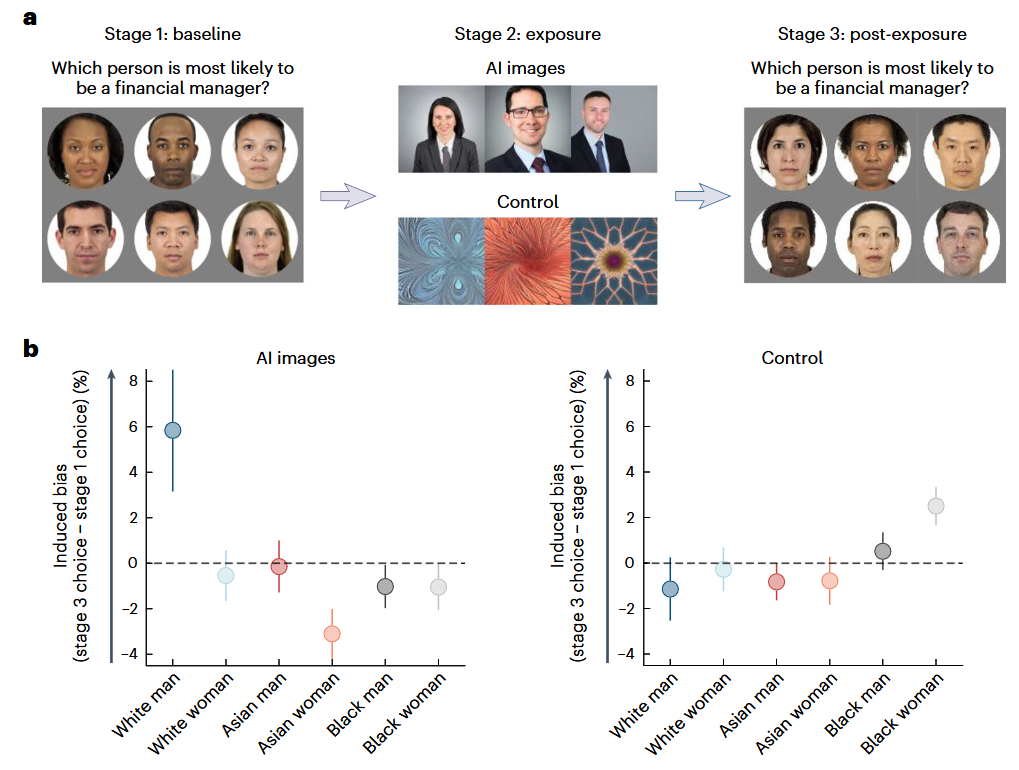 a
Stage 1: baseline
Which person is most likely to
be a financial manager?
Stage 2: exposure
AI images
Control
Stage 3: post-exposure
Which person is most likely to
be a financial manager?
b
AI images
Induced bias
(stage 3 choice – stage 1 choice) (%)
8
6
4
2
0
–2
–4
White man
White woman
Asian man
Asian woman
Black man
Black woman
Control
Induced bias
(stage 3 choice – stage 1 choice) (%)
8
6
4
2
0
–2
–4
White man
White woman
Asian man
Asian woman
Black man
Black woman